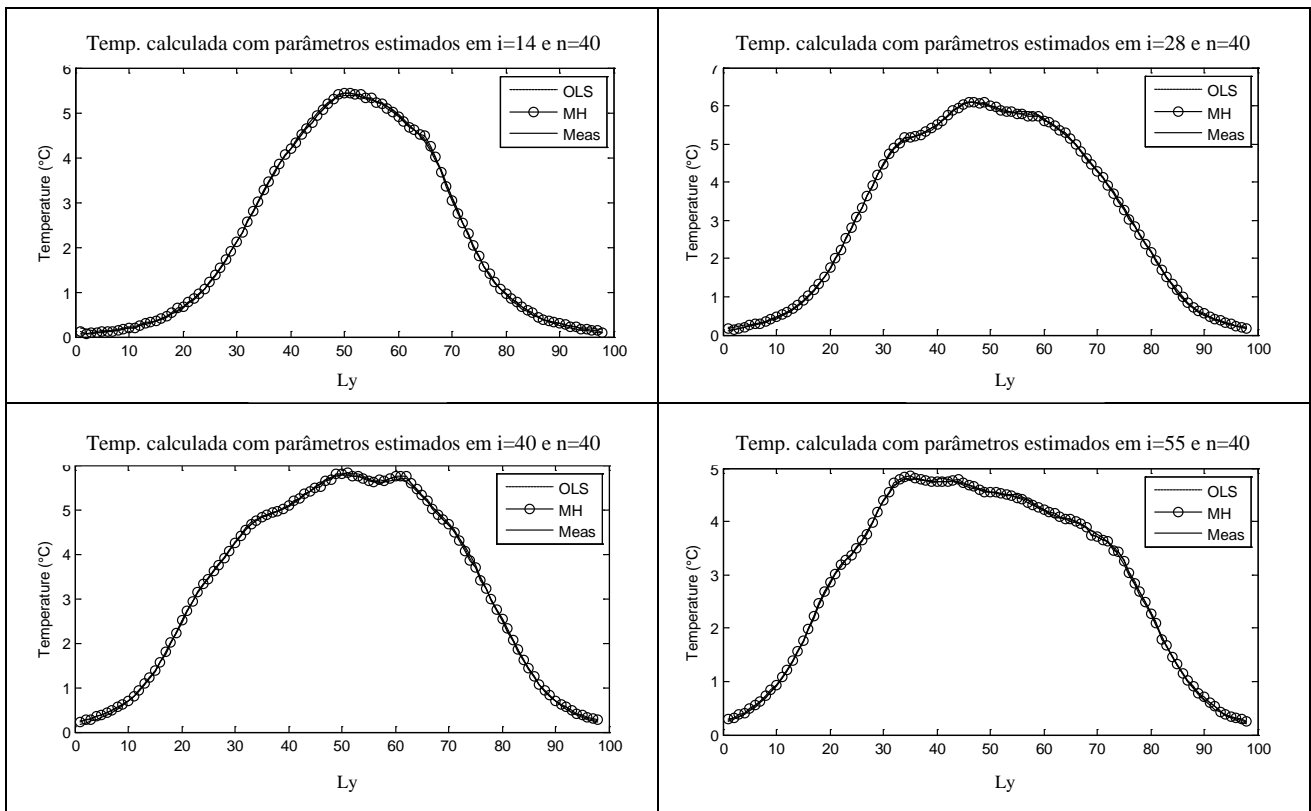 Temp. calculada com parâmetros estimados em i=14 e n=40
6
5
4
3
2
1
0
Temperature (°C)
OLS
MH
Meas
0 10 20 30 40 50 60 70 80 90 100
Ly
Temp. calculada com parâmetros estimados em i=28 e n=40
7
6
5
4
3
2
1
0
Temperature (°C)
OLS
MH
Meas
0 10 20 30 40 50 60 70 80 90 100
Ly
Temp. calculada com parâmetros estimados em i=40 e n=40
6
5
4
3
2
1
0
Temperature (°C)
OLS
MH
Meas
0 10 20 30 40 50 60 70 80 90 100
Ly
Temp. calculada com parâmetros estimados em i=55 e n=40
5
4
3
2
1
0
Temperature (°C)
OLS
MH
Meas
0 10 20 30 40 50 60 70 80 90 100
Ly